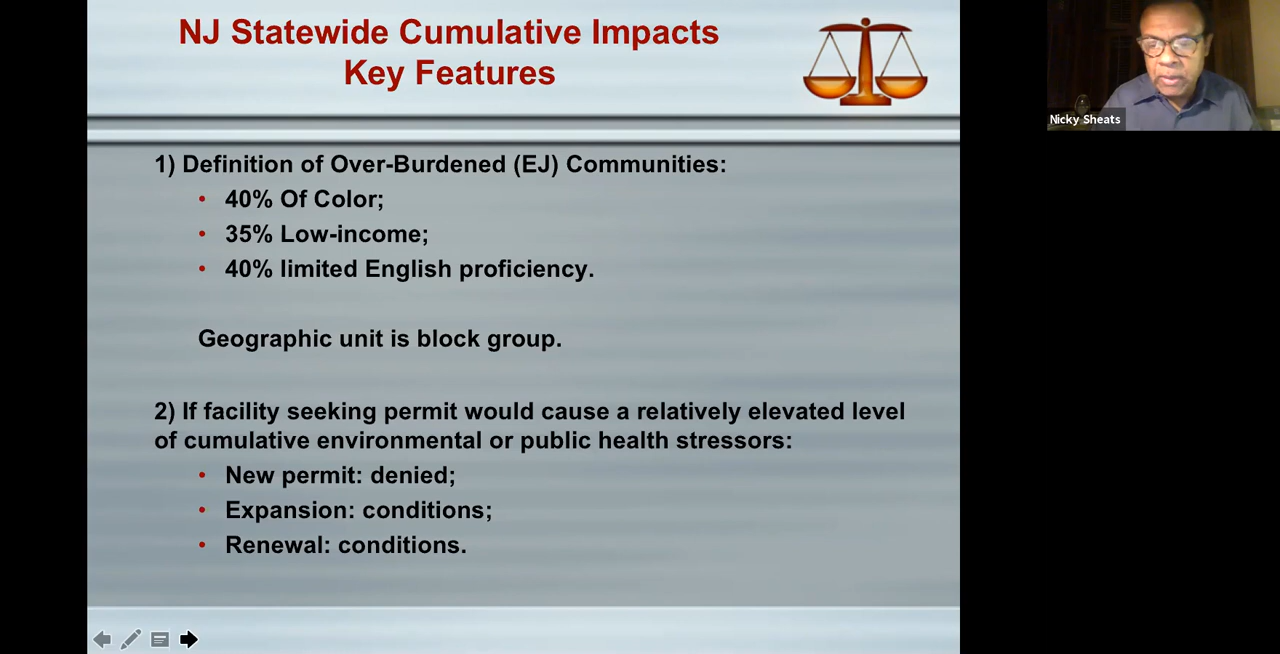 NJ Statewide Cumulative Impacts
Key Features
Nicky Sheats
1) Definition of Over-Burdened (EJ) Communities:
• 40% Of Color;
• 35% Low-income;
• 40% limited English proficiency.
Geographic unit is block group.
2) If facility seeking permit would cause a relatively elevated level
of cumulative environmental or public health stressors:
• New permit: denied;
• Expansion: conditions;
• Renewal: conditions.